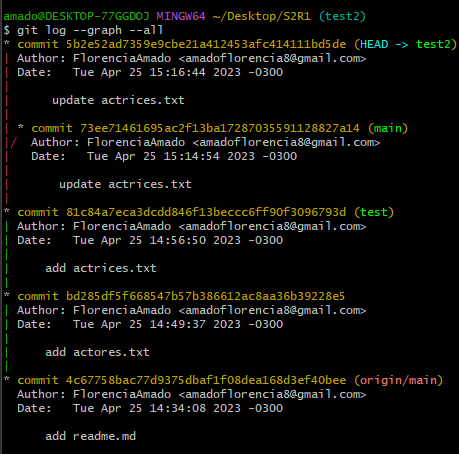 amado@DESKTOP-77GGDOJ MINGW64 ~/Desktop/S2R1 (test2)
$ git log --graph --all
* commit 5b2e52ad7359e9cbe21a412453afc414111bd5de (HEAD -> test2)
| Author: FlorenciaAmado <amadoflorencia8@gmail.com>
| Date:   Tue Apr 25 15:16:44 2023 -0300
|
|      update actrices.txt
|
| * commit 73ee71461695ac2f13ba17287035591128827a14 (main)
|/  Author: FlorenciaAmado <amadoflorencia8@gmail.com>
|   Date:   Tue Apr 25 15:14:54 2023 -0300
|
|       update actrices.txt
|
* commit 81c84a7eca3dcdd846f13beccc6ff90f3096793d (test)
| Author: FlorenciaAmado <amadoflorencia8@gmail.com>
| Date:   Tue Apr 25 14:56:50 2023 -0300
|
|     add actrices.txt
|
* commit bd285df5f668547b57b386612ac8aa36b39228e5
| Author: FlorenciaAmado <amadoflorencia8@gmail.com>
| Date:   Tue Apr 25 14:49:37 2023 -0300
|
|     add actores.txt
|
* commit 4c67758bac77d9375dbaf1f08dea168d3ef40bee (origin/main)
  Author: FlorenciaAmado <amadoflorencia8@gmail.com>
  Date:   Tue Apr 25 14:34:08 2023 -0300

      add readme.md